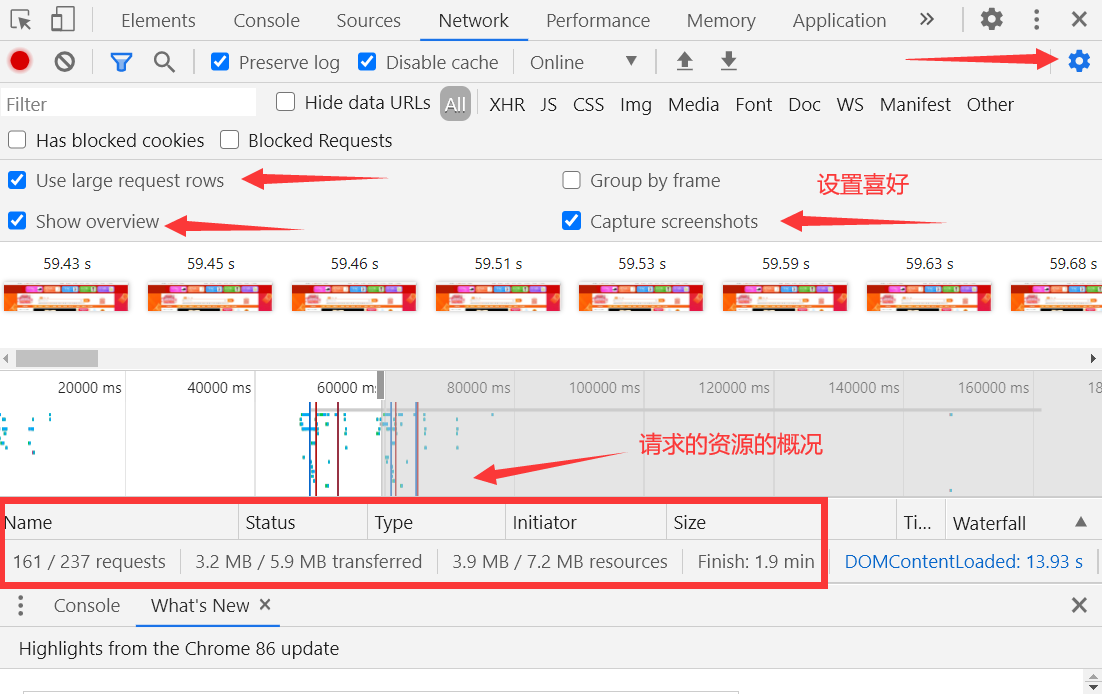 Elements Console Sources Network Performance Memory Application »
Preserve log Disable cache Online
Filter Hide data URLs All XHR JS CSS Img Media Font Doc WS Manifest Other
Has blocked cookies Blocked Requests
Use large request rows Group by frame 设置喜好
Show overview Capture screenshots
59.43 s 59.45 s 59.46 s 59.51 s 59.53 s 59.59 s 59.63 s 59.68 s
20000 ms 40000 ms 60000 ms 80000 ms 100000 ms 120000 ms 140000 ms 160000 ms 18
请求的资源的概况
Name Status Type Initiator Size Ti... Waterfall
161 / 237 requests 3.2 MB / 5.9 MB transferred 3.9 MB / 7.2 MB resources Finish: 1.9 min DOMContentLoaded: 13.93 s
Console What's New
Highlights from the Chrome 86 update